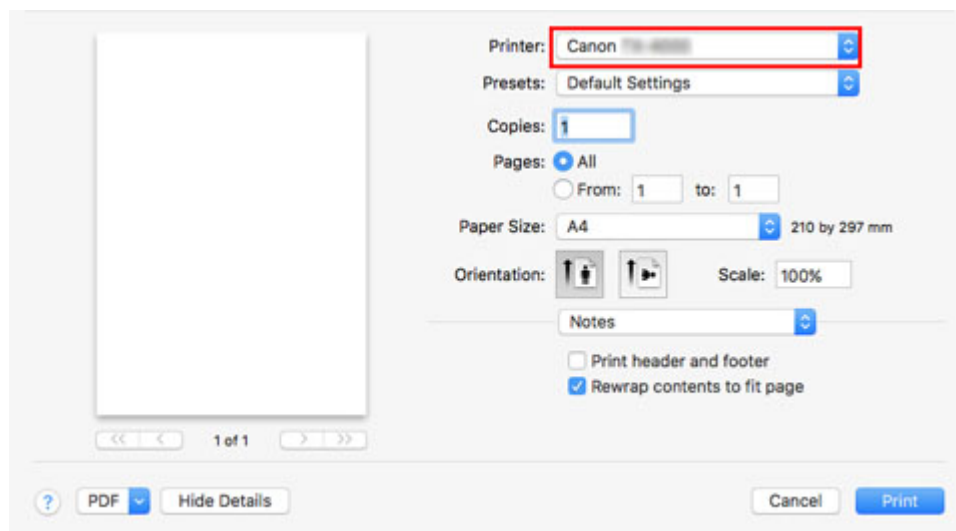 Printer: Canon
Presets: Default Settings
Copies: 1
Pages: All
From: 1 to: 1
Paper Size: A4 210 by 297 mm
Orientation: Scale: 100%
Notes
Print header and footer
Rewrap contents to fit page
<< < 1 of 1 > >>
? PDF Hide Details Cancel Print